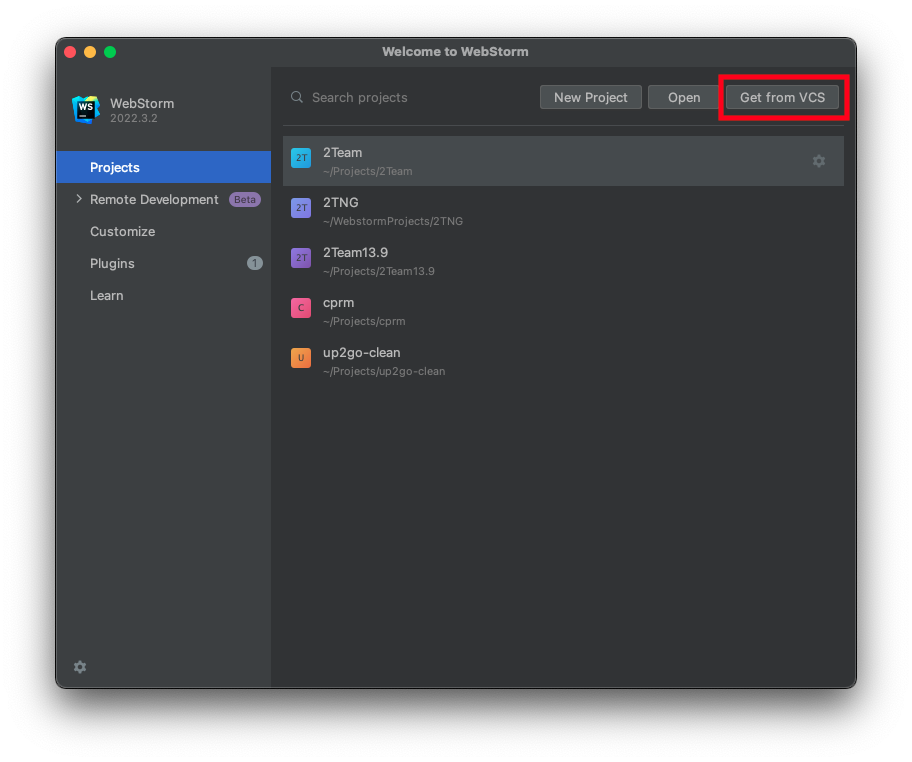 Welcome to WebStorm
WS
WebStorm
2022.3.2
Projects
Remote Development Beta
Customize
Plugins 1
Learn
Search projects
New Project
Open
Get from VCS
2T
2Team
~/Projects/2Team
2T
2TNG
~/WebstormProjects/2TNG
2T
2Team13.9
~/Projects/2Team13.9
C
cprm
~/Projects/cprm
U
up2go-clean
~/Projects/up2go-clean